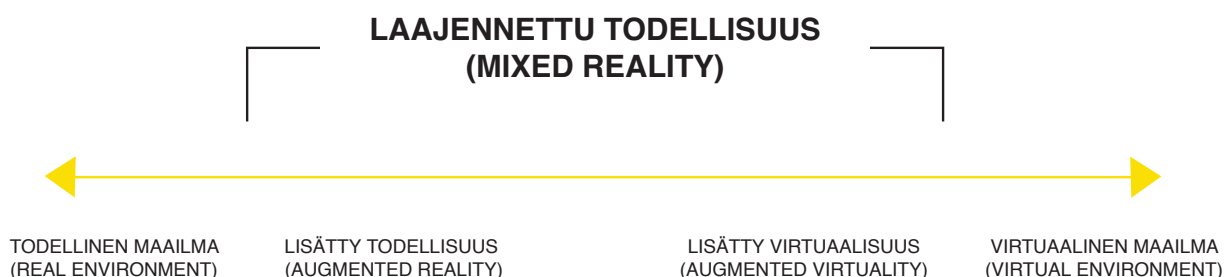 LAAJENNETTU TODELLISUUS
(MIXED REALITY)
TODELLINEN MAAILMA
(REAL ENVIRONMENT)
LISÄTTY TODELLISUUS
(AUGMENTED REALITY)
LISÄTTY VIRTUAALISUUS
(AUGMENTED VIRTUALITY)
VIRTUAALINEN MAAILMA
(VIRTUAL ENVIRONMENT)